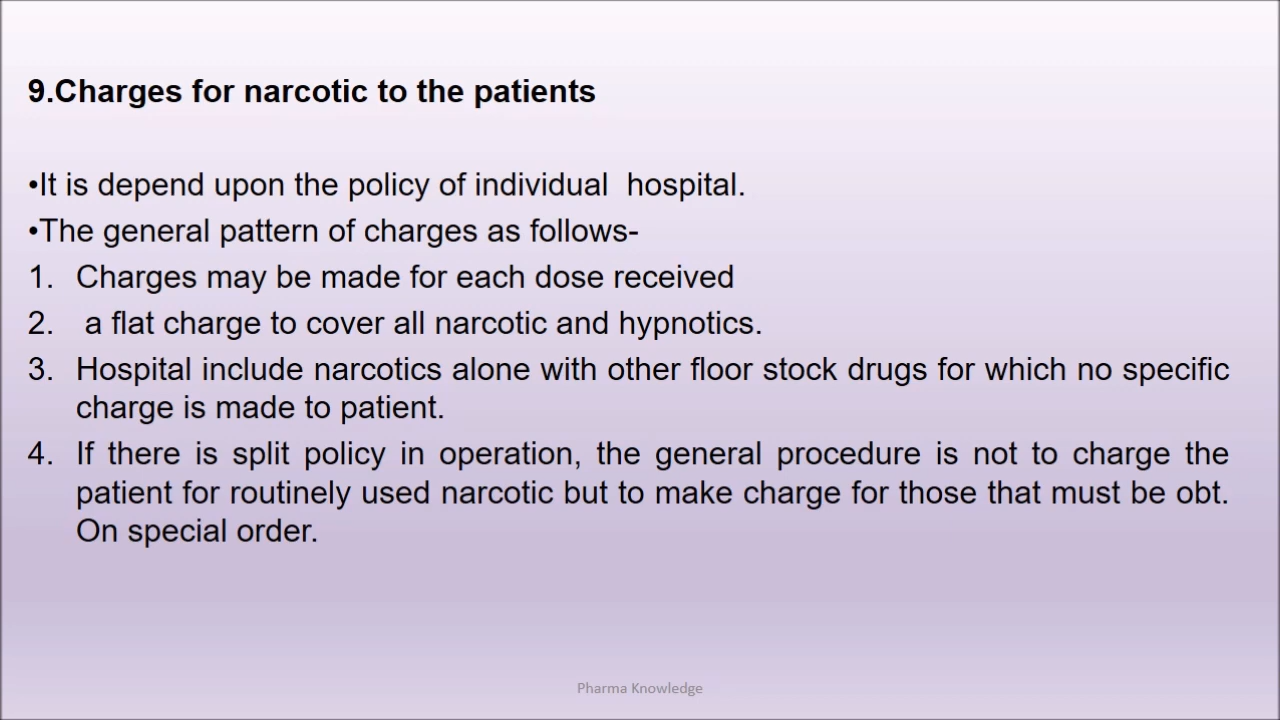 9.Charges for narcotic to the patients
•It is depend upon the policy of individual  hospital.
•The general pattern of charges as follows-
1. Charges may be made for each dose received
2.  a flat charge to cover all narcotic and hypnotics.
3. Hospital include narcotics alone with other floor stock drugs for which no specific
charge is made to patient.
4. If there is split policy in operation, the general procedure is not to charge the
patient for routinely used narcotic but to make charge for those that must be obt.
On special order.
Pharma Knowledge